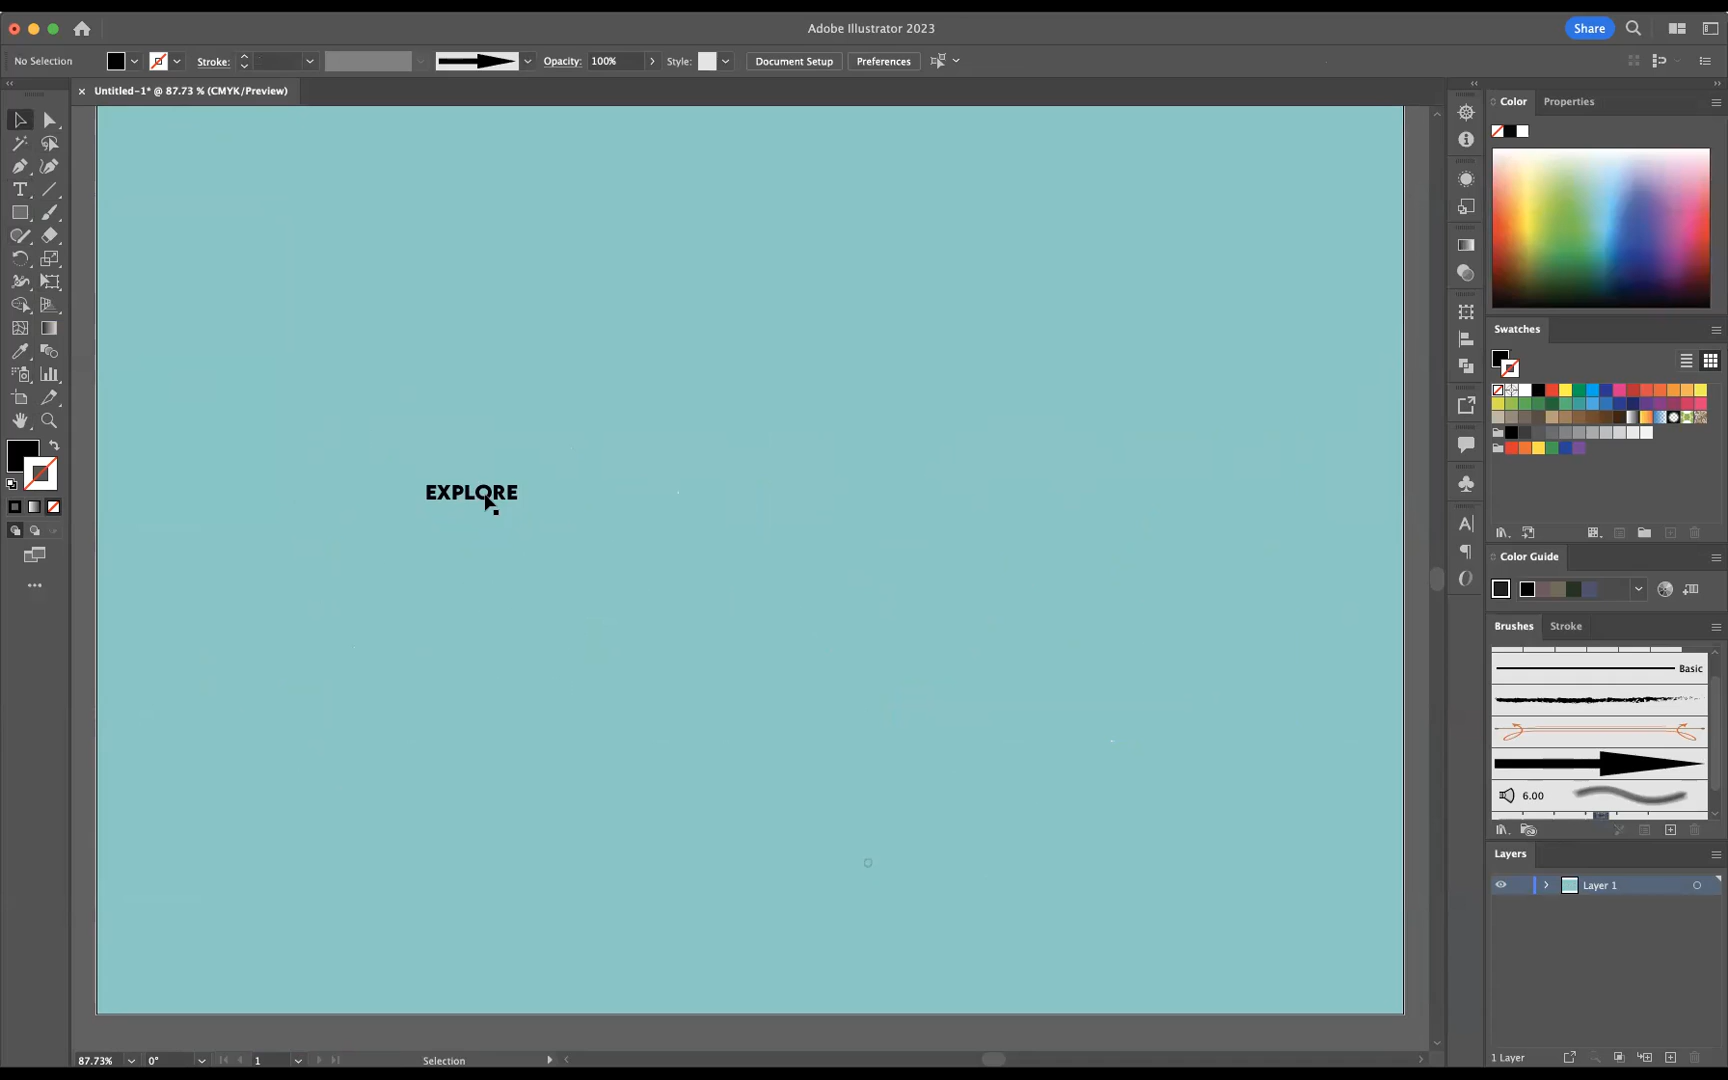 Adobe Illustrator 2023
Share
No Selection
Stroke:
Opacity:
100%
Style:
Document Setup
Preferences
Untitled-1* @ 87.73 % (CMYK/Preview)
Color
Properties
EXPLORE
Swatches
Color Guide
Brushes
Stroke
Basic
6.00
Layers
Layer 1
1 Layer
87.73%
0°
1
Selection